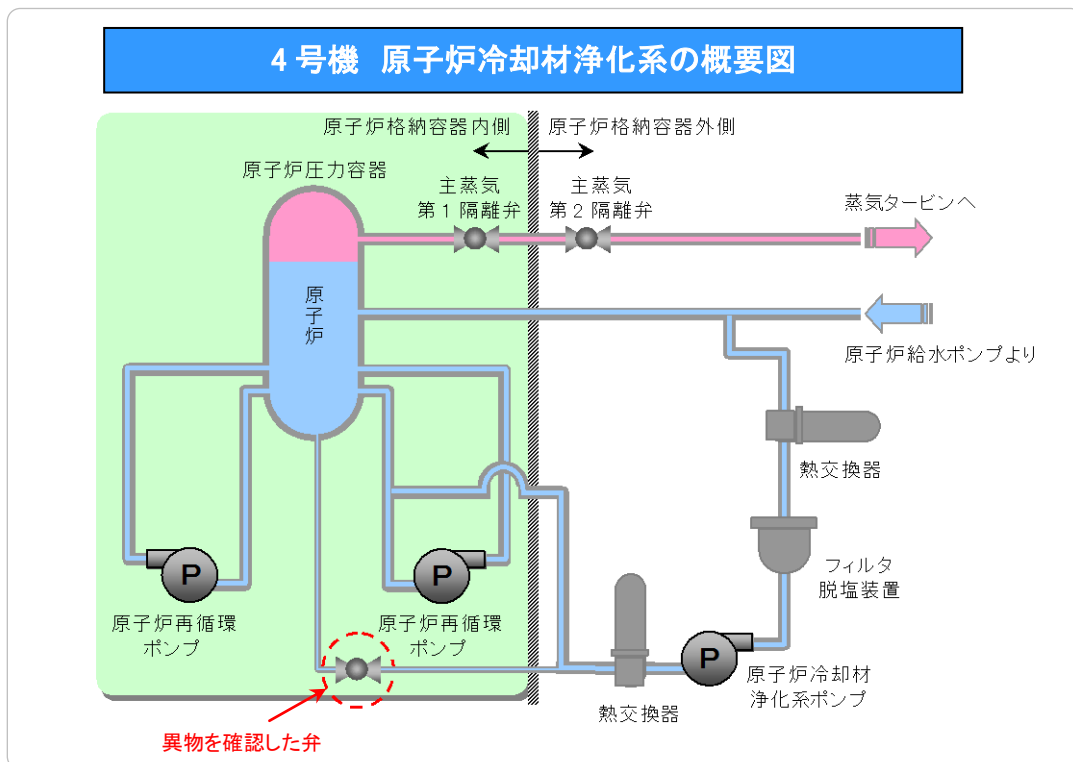 4号機 原子炉冷却材浄化系の概要図
原子炉格納容器内側
原子炉格納容器外側
原子炉圧力容器
主蒸気
第1隔離弁
主蒸気
第2隔離弁
蒸気タービンへ
原子炉
原子炉給水ポンプより
熱交換器
フィルタ
脱塩装置
P
P
原子炉再循環
ポンプ
原子炉再循環
ポンプ
P
原子炉冷却材
浄化系ポンプ
熱交換器
異物を確認した弁